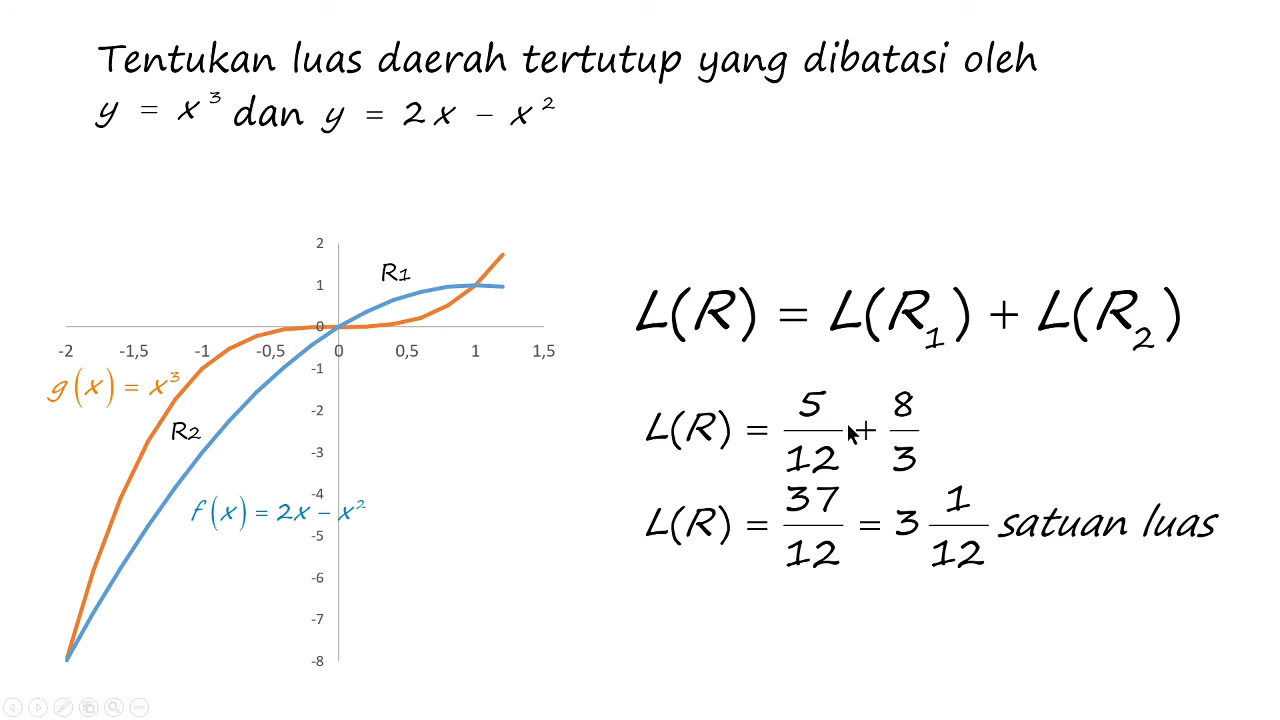 Tentukan luas daerah tertutup yang dibatasi oleh
y = x³ dan y = 2x − x²
2
R1
1
0
-2 -1,5 -1 -0,5 0 0,5 1 1,5
-1
g(x) = x³
-2
R2
-3
-4
f(x) = 2x − x²
-5
-6
-7
-8
L(R) = L(R₁) + L(R₂)
L(R) = 5/12 + 8/3
L(R) = 37/12 = 3 1/12 satuan luas